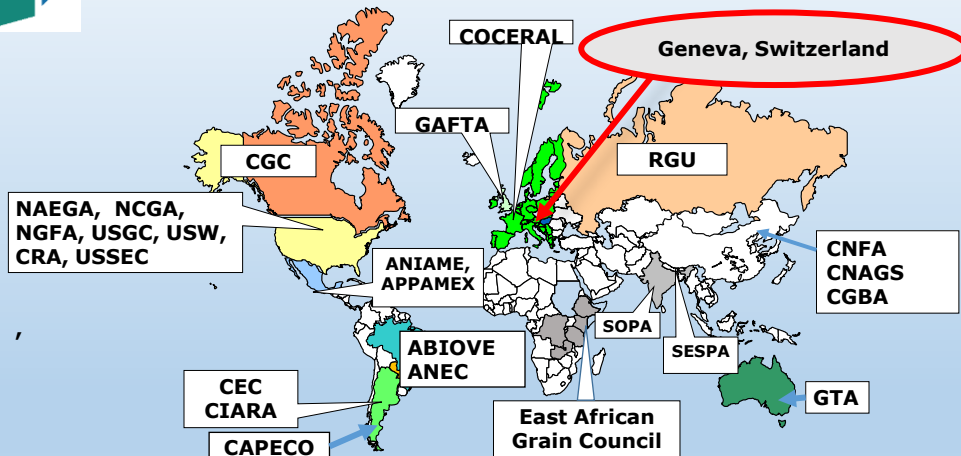 COCERAL
Geneva, Switzerland
GAFTA
CGC
RGU
NAEGA, NCGA,
NGFA, USGC, USW,
CRA, USSEC
ANIAME,
APPAMEX
CNFA
CNAGS
CGBA
SOPA
SESPA
,
ABIOVE
ANEC
CEC
CIARA
East African
Grain Council
GTA
CAPECO